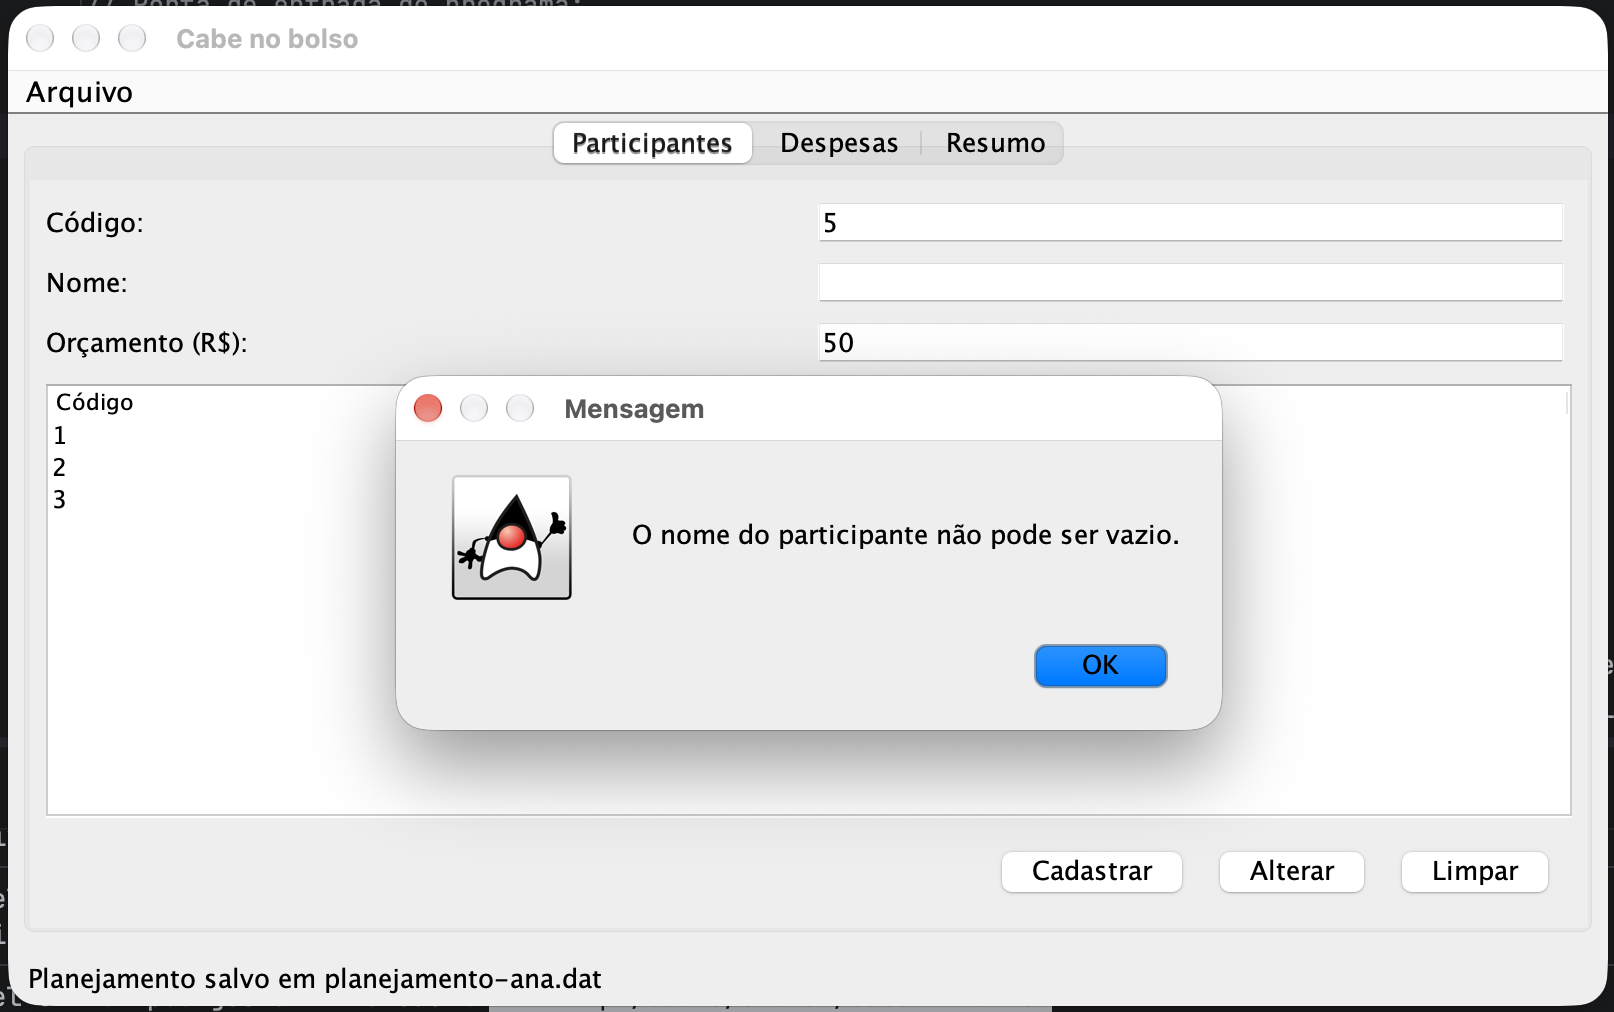 Cabe no bolso
Arquivo
Participantes
Despesas
Resumo
Código:
5
Nome:
Orçamento (R$):
50
Código
1
2
3
Mensagem
O nome do participante não pode ser vazio.
OK
Cadastrar
Alterar
Limpar
Planejamento salvo em planejamento-ana.dat